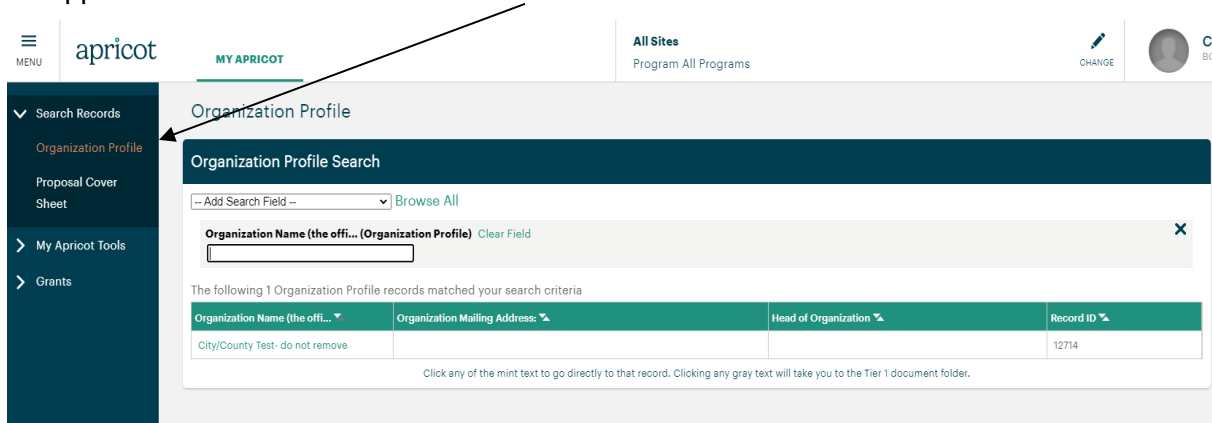 MENU
apricot
MY APRICOT
All Sites
Program All Programs
CHANGE
Search Records
Organization Profile
Proposal Cover
Sheet
My Apricot Tools
Grants
Organization Profile
Organization Profile Search
-- Add Search Field -- Browse All
Organization Name (the offi... (Organization Profile) Clear Field
The following 1 Organization Profile records matched your search criteria
Organization Name (the offi... Organization Mailing Address: Head of Organization Record ID
City/County Test- do not remove 12714
Click any of the mint text to go directly to that record. Clicking any gray text will take you to the Tier 1 document folder.